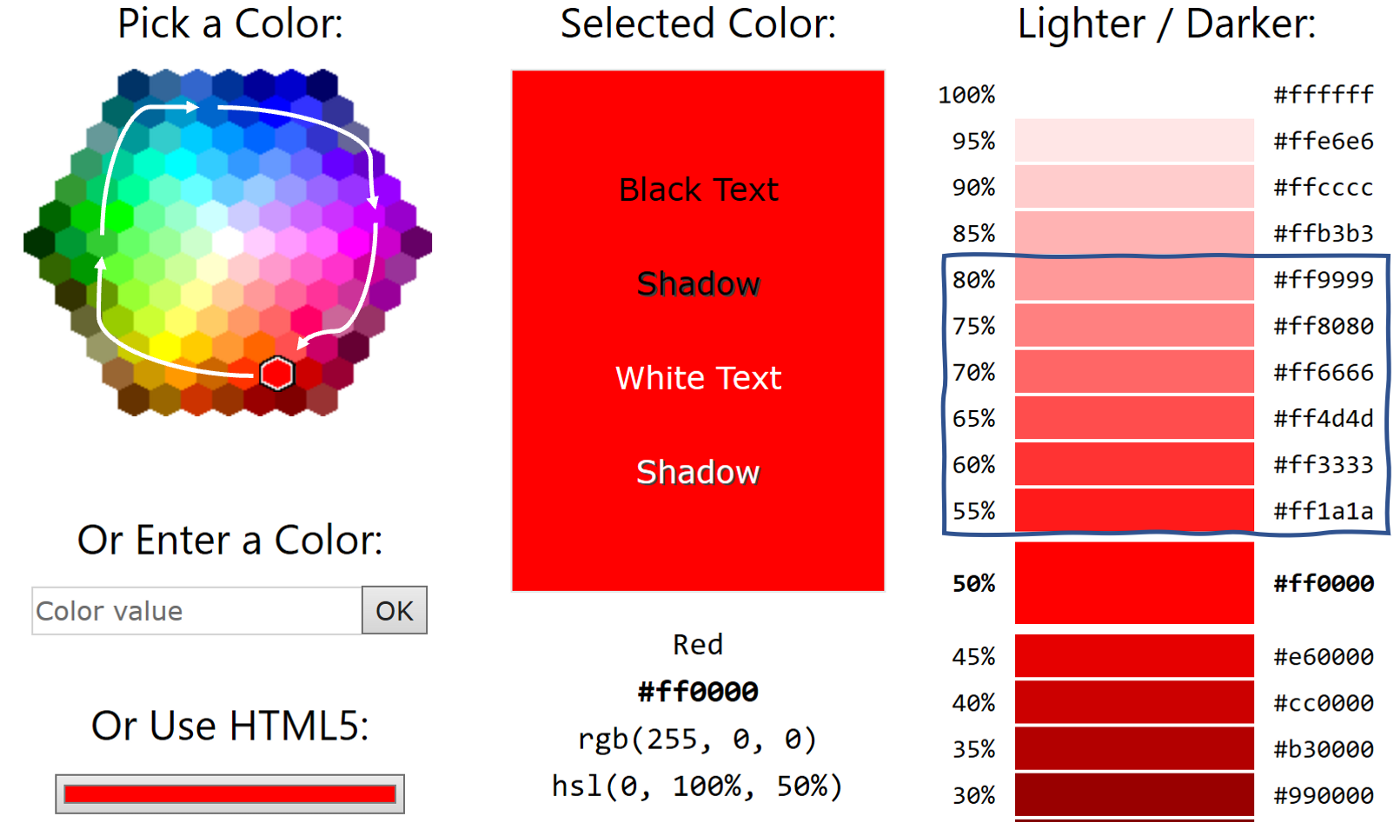 Pick a Color:
Or Enter a Color:
Color value
OK
Or Use HTML5:
Selected Color:
Black Text
Shadow
White Text
Shadow
Red
#ff0000
rgb(255, 0, 0)
hsl(0, 100%, 50%)
Lighter / Darker:
100% #ffffff
95% #ffe6e6
90% #ffcccc
85% #ffb3b3
80% #ff9999
75% #ff8080
70% #ff6666
65% #ff4d4d
60% #ff3333
55% #ff1a1a
50% #ff0000
45% #e60000
40% #cc0000
35% #b30000
30% #990000